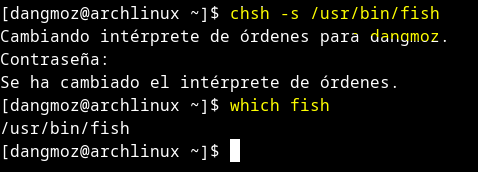 [dangmoz@archlinux ~]$ chsh -s /usr/bin/fish
Cambiando intérprete de órdenes para dangmoz.
Contraseña:
Se ha cambiado el intérprete de órdenes.
[dangmoz@archlinux ~]$ which fish
/usr/bin/fish
[dangmoz@archlinux ~]$